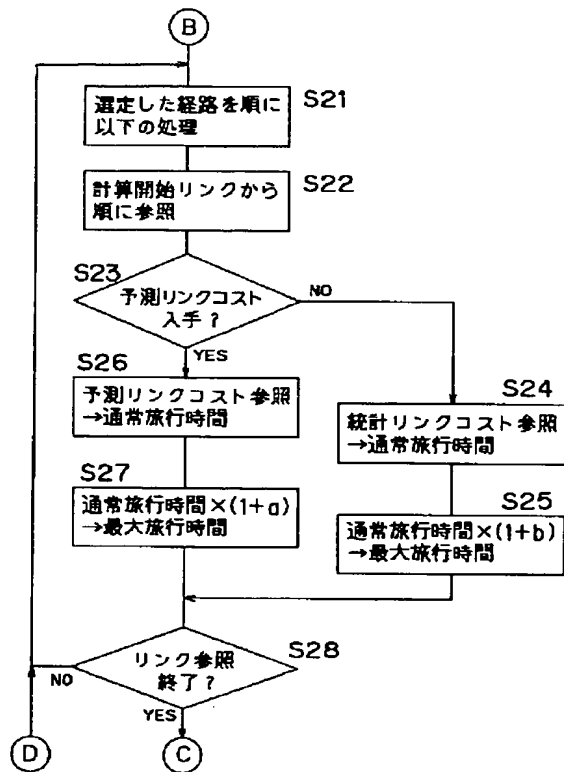 B
選定した経路を順に
以下の処理
S21
計算開始リンクから
順に参照
S22
S23
予測リンクコスト
入手?
NO
YES
S26
予測リンクコスト参照
→通常旅行時間
S24
統計リンクコスト参照
→通常旅行時間
S27
通常旅行時間×(1+a)
→最大旅行時間
S25
通常旅行時間×(1+b)
→最大旅行時間
リンク参照
終了?
S28
NO
YES
D
C